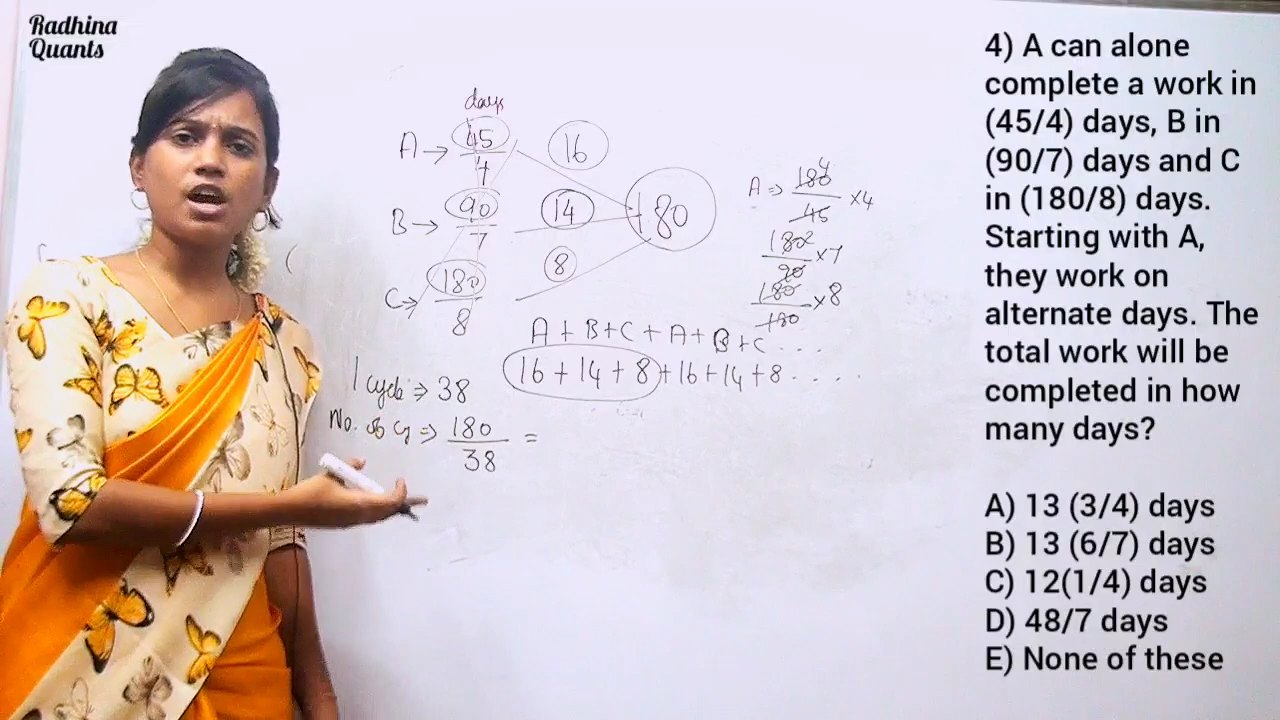 Radhina
Quants
days
A → 45/4
16
B → 90/7
14
180
C → 180/8
8
A ⇒ 180/45 ×4
180/90 ×7
180/180 ×8
A + B + C + A + B + C ...
16 + 14 + 8 + 16 + 14 + 8 .....
1 cycle ⇒ 38
No. of cy ⇒ 180/38 =
4) A can alone
complete a work in
(45/4) days, B in
(90/7) days and C
in (180/8) days.
Starting with A,
they work on
alternate days. The
total work will be
completed in how
many days?
A) 13 (3/4) days
B) 13 (6/7) days
C) 12(1/4) days
D) 48/7 days
E) None of these